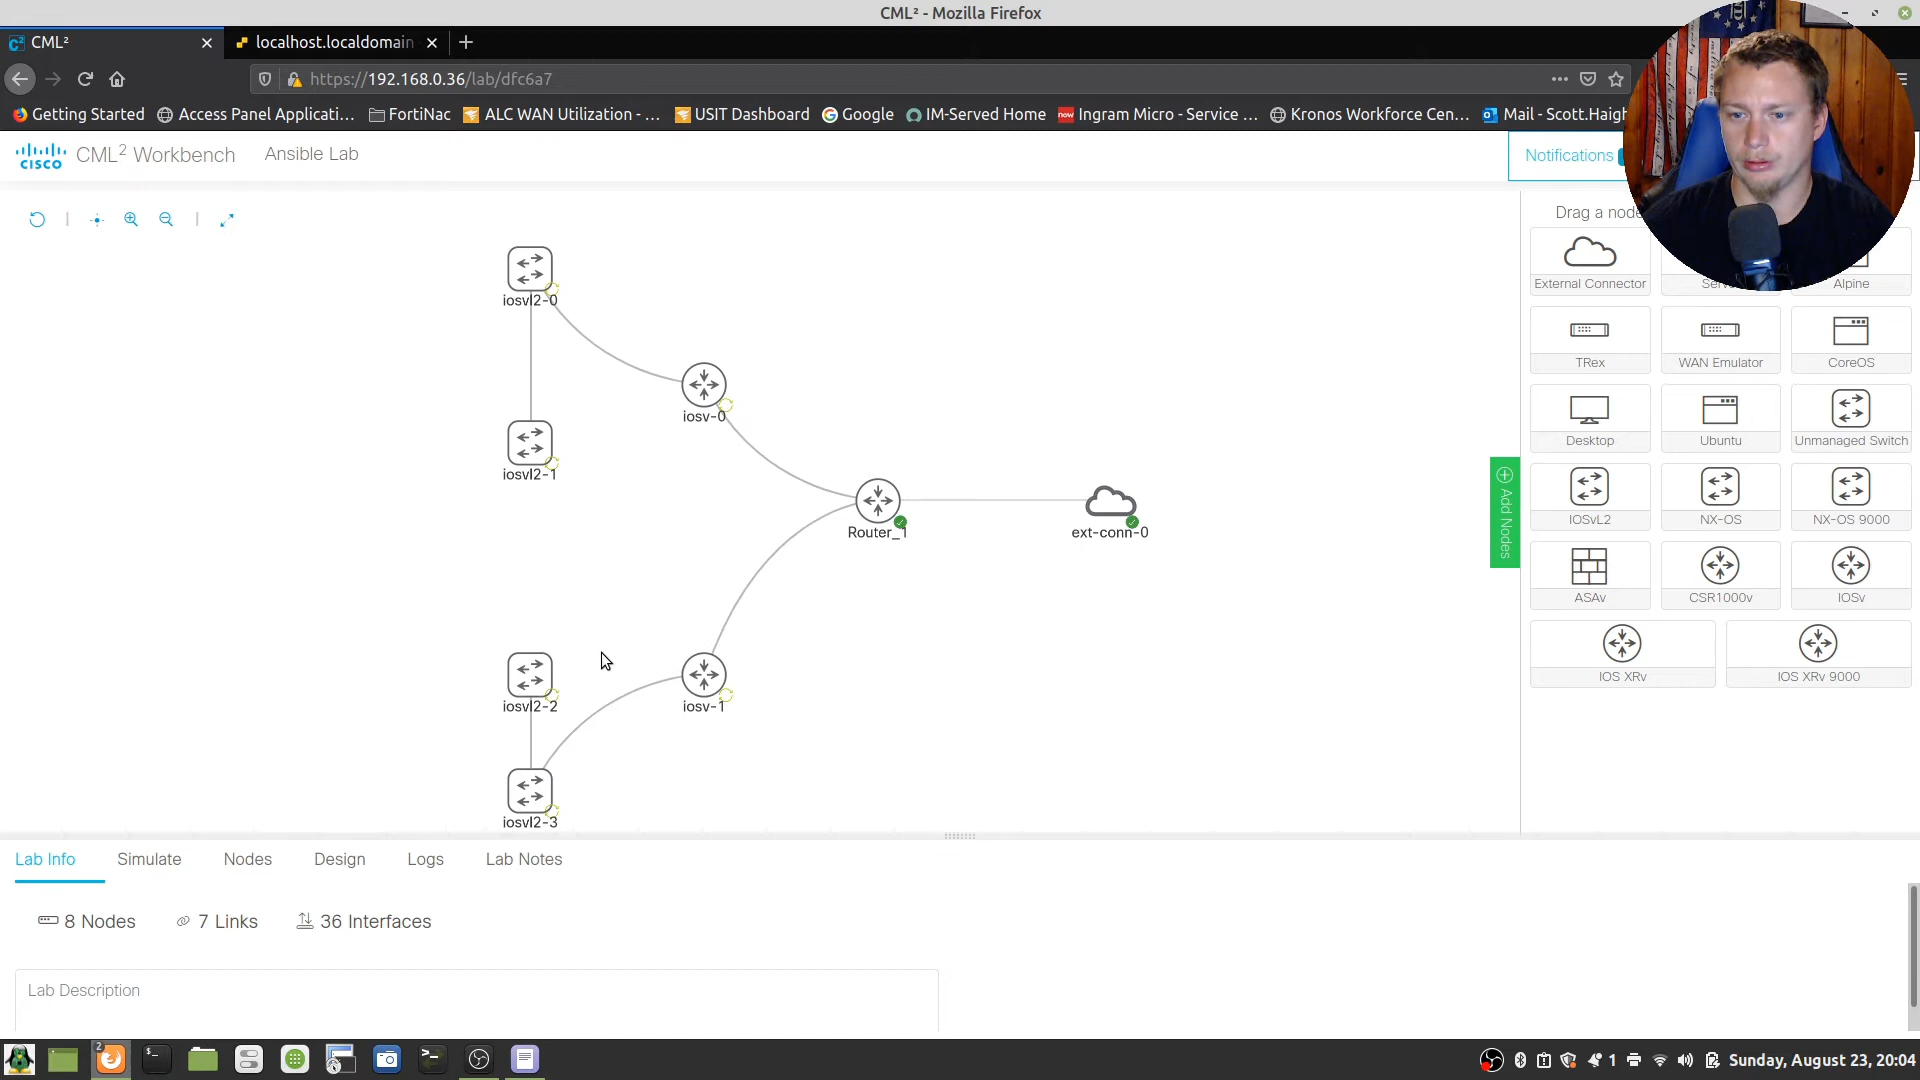 CML² - Mozilla Firefox
CML²
localhost.localdomain
https://192.168.0.36/lab/dfc6a7
Getting Started
Access Panel Applicati…
FortiNac
ALC WAN Utilization - …
USIT Dashboard
Google
IM-Served Home
now
Ingram Micro - Service …
Kronos Workforce Cen…
Mail - Scott.Haigh
CISCO
CML² Workbench
Ansible Lab
Notifications
Drag a node
External Connector
Alpine
TRex
WAN Emulator
CoreOS
Desktop
Ubuntu
Unmanaged Switch
IOSvL2
NX-OS
NX-OS 9000
ASAv
CSR1000v
IOSv
IOS XRv
IOS XRv 9000
Add Nodes
iosvl2-0
iosv-0
iosvl2-1
Router_1
ext-conn-0
iosvl2-2
iosv-1
iosvl2-3
Lab Info
Simulate
Nodes
Design
Logs
Lab Notes
8 Nodes
7 Links
36 Interfaces
Lab Description
2
1
Sunday, August 23, 20:04